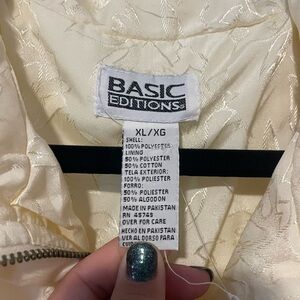 BASIC
EDITIONS®
XL/XG
SHELL:
100% POLYESTER
LINING
50% POLYESTER
50% COTTON
TELA EXTERIOR:
100% POLIESTER
FORRO:
50% POLIESTER
50% ALGODON
MADE IN PAKISTAN
RN 45749
OVER FOR CARE
HECHO EN PAKISTAN
VER AL DORSO PARA